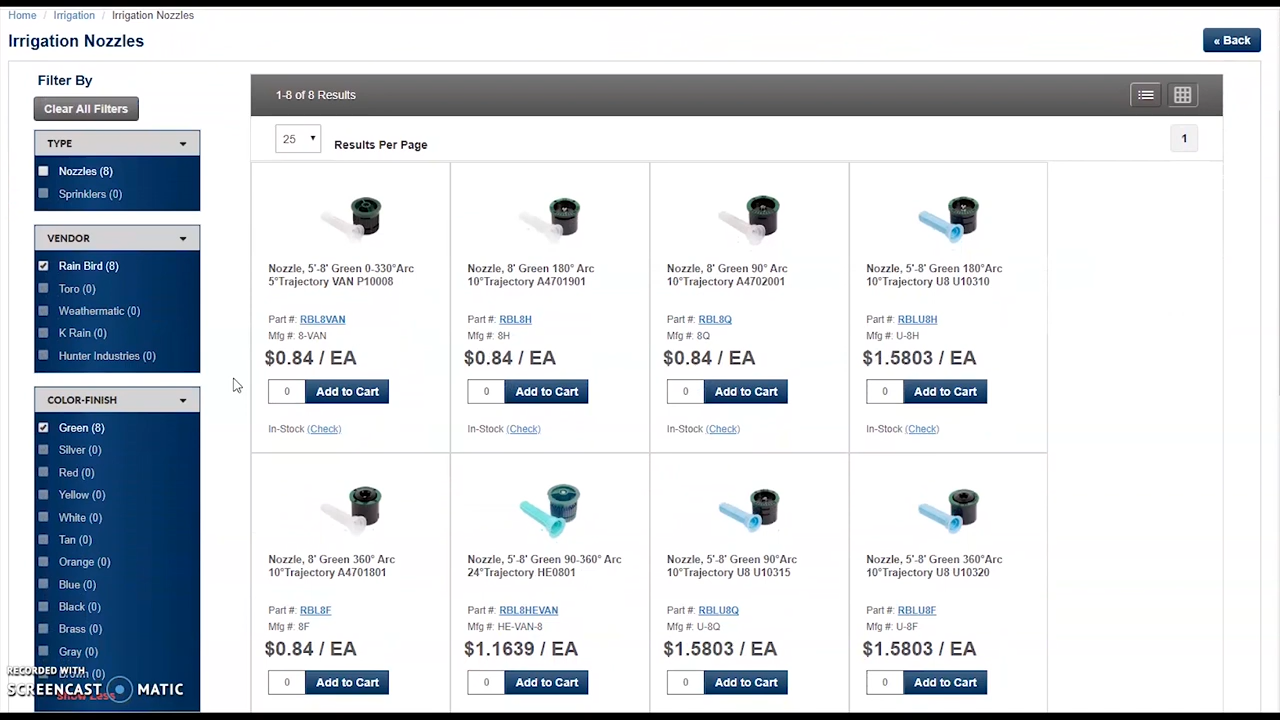 Home / Irrigation / Irrigation Nozzles
Irrigation Nozzles
« Back
Filter By
Clear All Filters
TYPE
Nozzles (8)
Sprinklers (0)
VENDOR
Rain Bird (8)
Toro (0)
Weathermatic (0)
K Rain (0)
Hunter Industries (0)
COLOR-FINISH
Green (8)
Silver (0)
Red (0)
Yellow (0)
White (0)
Tan (0)
Orange (0)
Blue (0)
Black (0)
Brass (0)
Gray (0)
Brown (0)
Show Less
1-8 of 8 Results
25 Results Per Page
1
Nozzle, 5'-8' Green 0-330°Arc
5°Trajectory VAN P10008
Part #: RBL8VAN
Mfg #: 8-VAN
$0.84 / EA
0 Add to Cart
In-Stock (Check)
Nozzle, 8' Green 180° Arc
10°Trajectory A4701901
Part #: RBL8H
Mfg #: 8H
$0.84 / EA
0 Add to Cart
In-Stock (Check)
Nozzle, 8' Green 90° Arc
10°Trajectory A4702001
Part #: RBL8Q
Mfg #: 8Q
$0.84 / EA
0 Add to Cart
In-Stock (Check)
Nozzle, 5'-8' Green 180°Arc
10°Trajectory U8 U10310
Part #: RBLU8H
Mfg #: U-8H
$1.5803 / EA
0 Add to Cart
In-Stock (Check)
Nozzle, 8' Green 360° Arc
10°Trajectory A4701801
Part #: RBL8F
Mfg #: 8F
$0.84 / EA
0 Add to Cart
Nozzle, 5'-8' Green 90-360° Arc
24°Trajectory HE0801
Part #: RBL8HEVAN
Mfg #: HE-VAN-8
$1.1639 / EA
0 Add to Cart
Nozzle, 5'-8' Green 90°Arc
10°Trajectory U8 U10315
Part #: RBLU8Q
Mfg #: U-8Q
$1.5803 / EA
0 Add to Cart
Nozzle, 5'-8' Green 360°Arc
10°Trajectory U8 U10320
Part #: RBLU8F
Mfg #: U-8F
$1.5803 / EA
0 Add to Cart
RECORDED WITH
SCREENCAST MATIC